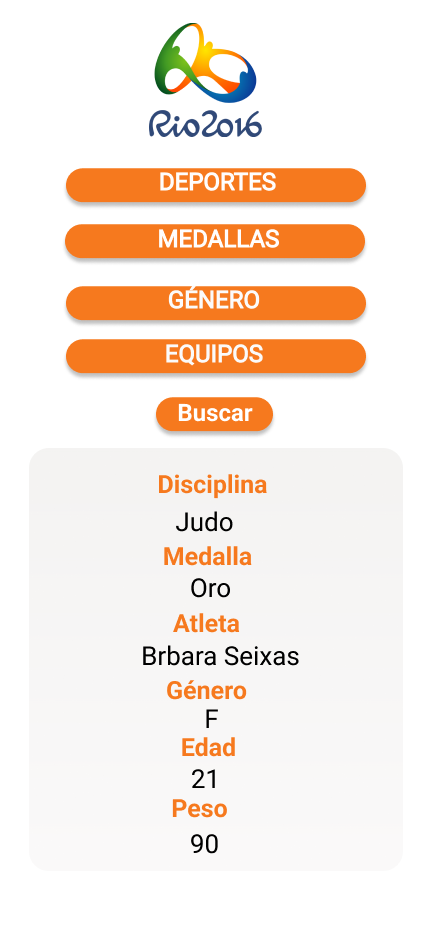 Rio2016
DEPORTES
MEDALLAS
GÉNERO
EQUIPOS
Buscar
Disciplina
Judo
Medalla
Oro
Atleta
Brbara Seixas
Género
F
Edad
21
Peso
90